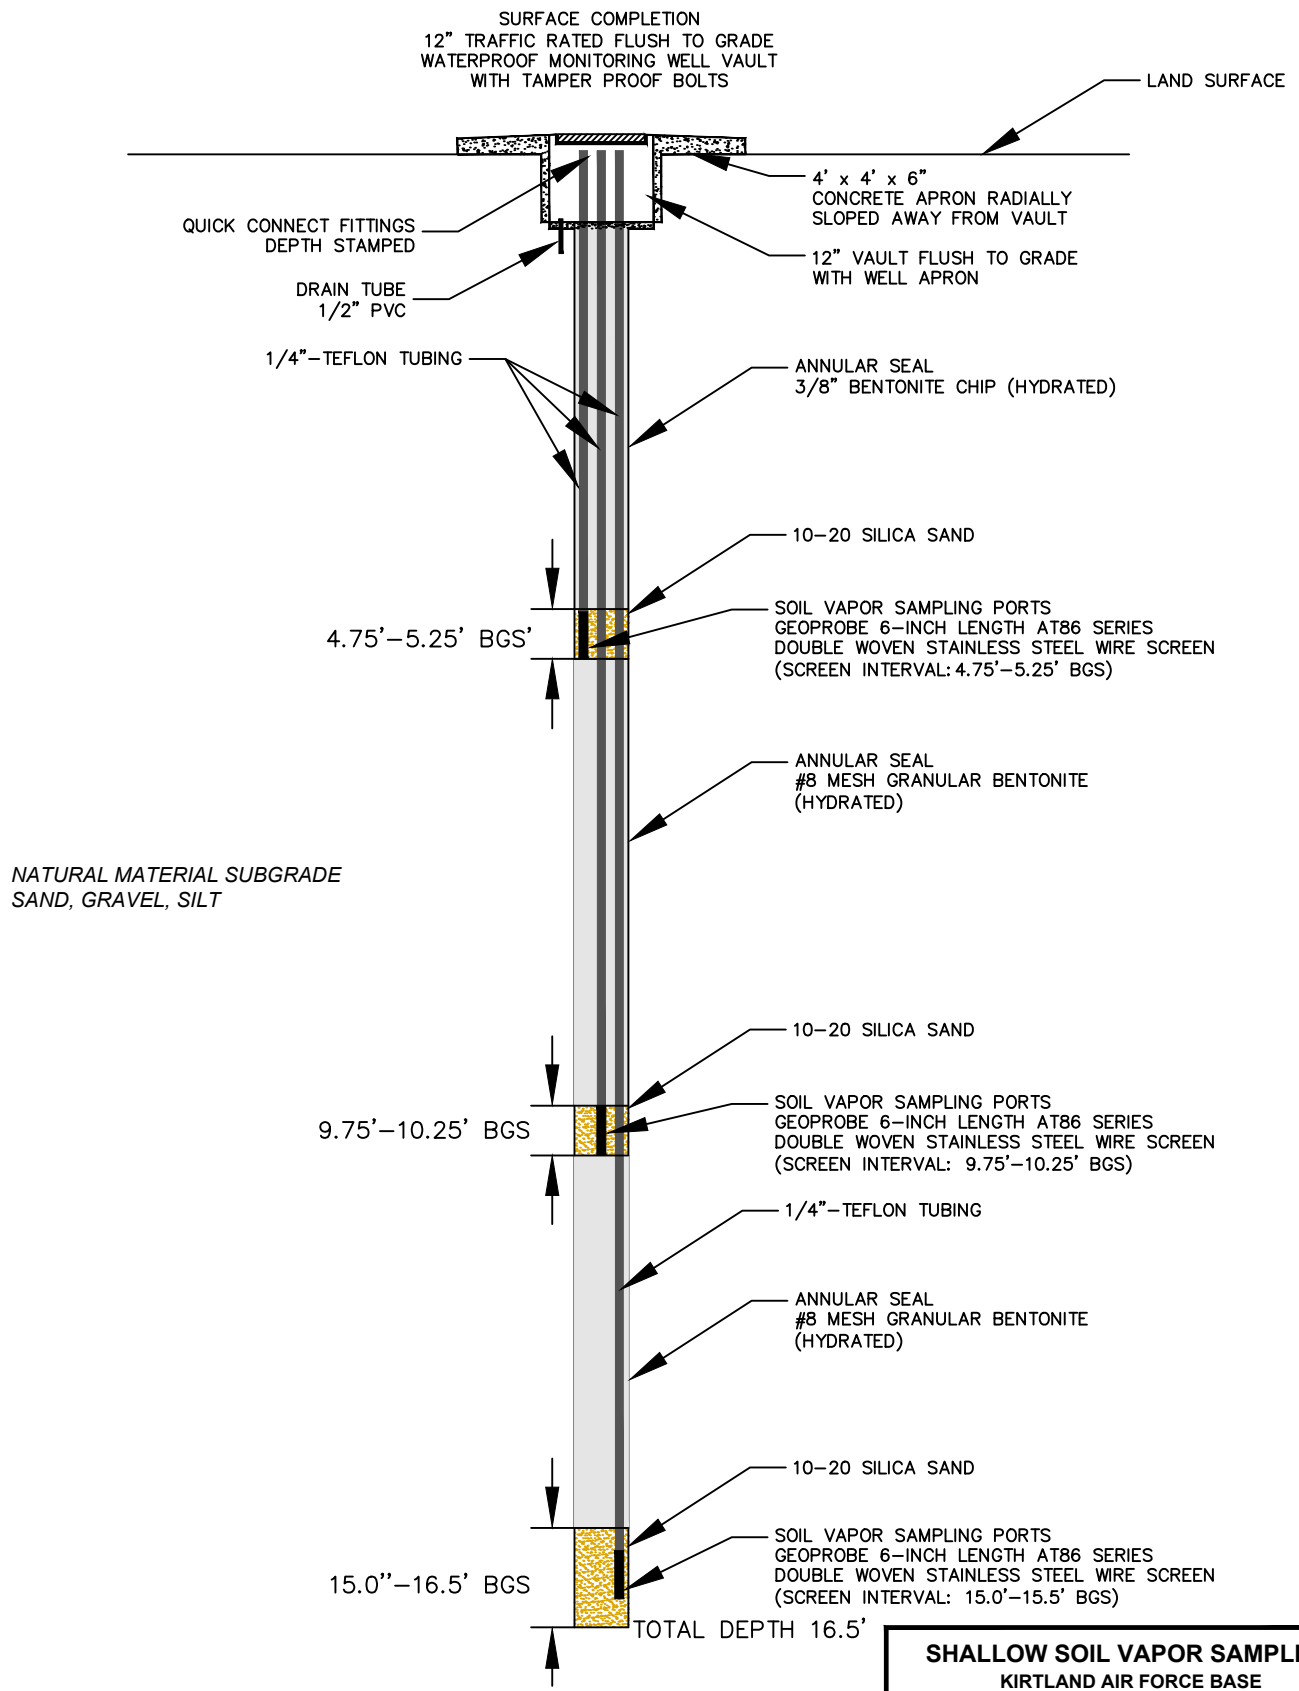 SURFACE COMPLETION
12" TRAFFIC RATED FLUSH TO GRADE
WATERPROOF MONITORING WELL VAULT
WITH TAMPER PROOF BOLTS
LAND SURFACE
4' x 4' x 6"
CONCRETE APRON RADIALLY
SLOPED AWAY FROM VAULT
QUICK CONNECT FITTINGS
DEPTH STAMPED
12" VAULT FLUSH TO GRADE
WITH WELL APRON
DRAIN TUBE
1/2" PVC
1/4"-TEFLON TUBING
ANNULAR SEAL
3/8" BENTONITE CHIP (HYDRATED)
10-20 SILICA SAND
4.75'-5.25' BGS'
SOIL VAPOR SAMPLING PORTS
GEOPROBE 6-INCH LENGTH AT86 SERIES
DOUBLE WOVEN STAINLESS STEEL WIRE SCREEN
(SCREEN INTERVAL: 4.75'-5.25' BGS)
ANNULAR SEAL
#8 MESH GRANULAR BENTONITE
(HYDRATED)
NATURAL MATERIAL SUBGRADE
SAND, GRAVEL, SILT
10-20 SILICA SAND
9.75'-10.25' BGS
SOIL VAPOR SAMPLING PORTS
GEOPROBE 6-INCH LENGTH AT86 SERIES
DOUBLE WOVEN STAINLESS STEEL WIRE SCREEN
(SCREEN INTERVAL: 9.75'-10.25' BGS)
1/4"-TEFLON TUBING
ANNULAR SEAL
#8 MESH GRANULAR BENTONITE
(HYDRATED)
10-20 SILICA SAND
15.0''-16.5' BGS
SOIL VAPOR SAMPLING PORTS
GEOPROBE 6-INCH LENGTH AT86 SERIES
DOUBLE WOVEN STAINLESS STEEL WIRE SCREEN
(SCREEN INTERVAL: 15.0'-15.5' BGS)
TOTAL DEPTH 16.5'
SHALLOW SOIL VAPOR
KIRTLAND AIR FORCE BASE